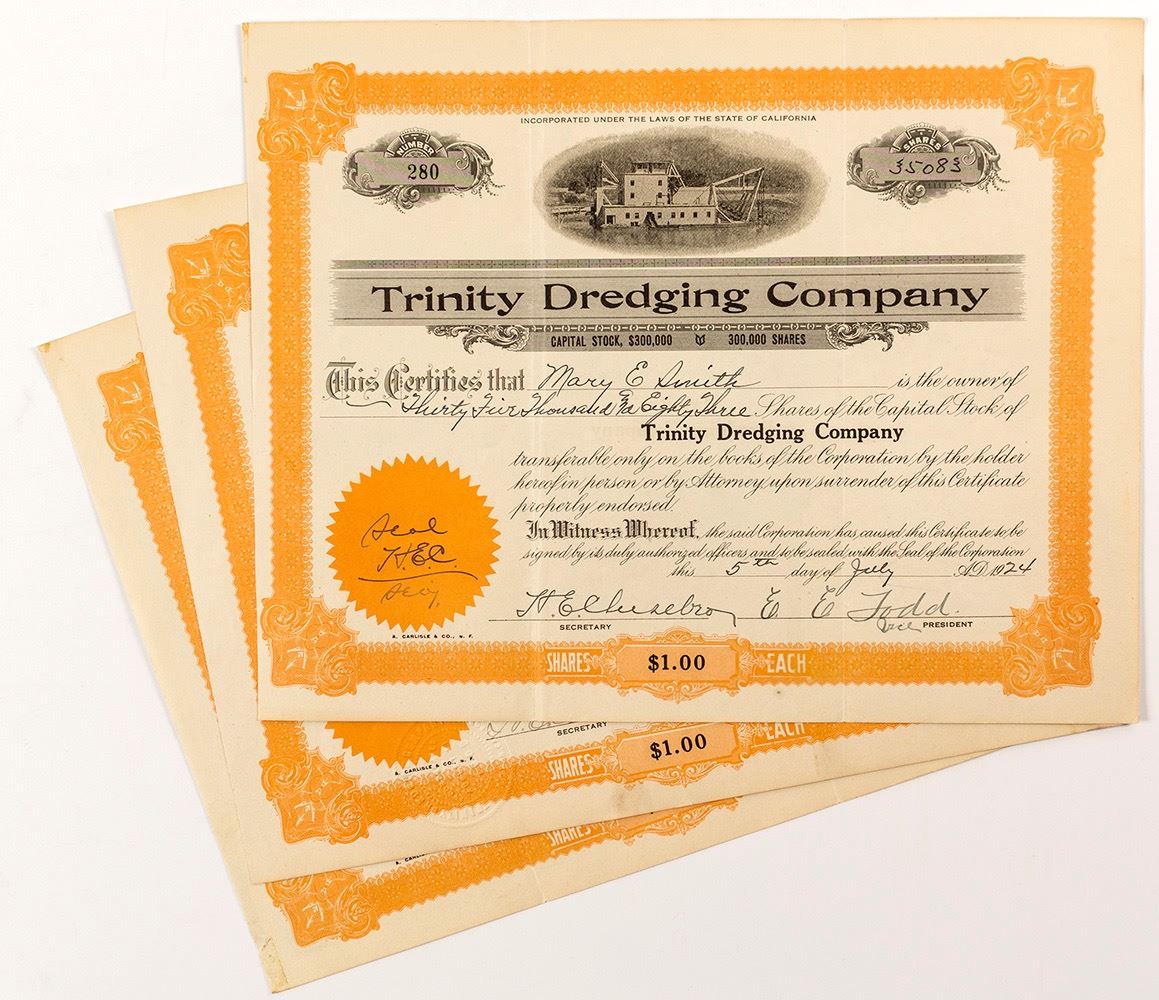 INCORPORATED UNDER THE LAWS OF THE STATE OF CALIFORNIA
NUMBER
280
SHARES
35083
Trinity Dredging Company
CAPITAL STOCK, $300,000 300,000 SHARES
This Certifies that Mary E Smith is the owner of
Thirty Five Thousand Eighty Three Shares of the Capital Stock of
Trinity Dredging Company
transferable only on the books of the Corporation by the holder
hereof in person or by Attorney upon surrender of this Certificate
properly endorsed.
In Witness Whereof, the said Corporation has caused this Certificate to be
signed by its duly authorized officers and to be sealed with the Seal of the Corporation
this 5th day of July A.D. 1924
Seal
H.E.C.
E E Todd.
SECRETARY
Vice PRESIDENT
A. CARLISLE & CO., S. F.
SHARES $1.00 EACH
SECRETARY
A. CARLISLE & CO., S. F.
SHARES $1.00 EACH
SHARES